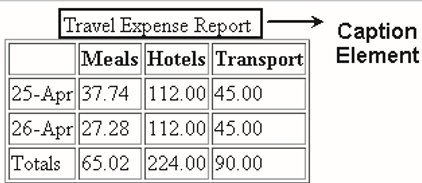 Travel Expense Report
Caption Element
Meals Hotels Transport
25-Apr 37.74 112.00 45.00
26-Apr 27.28 112.00 45.00
Totals 65.02 224.00 90.00